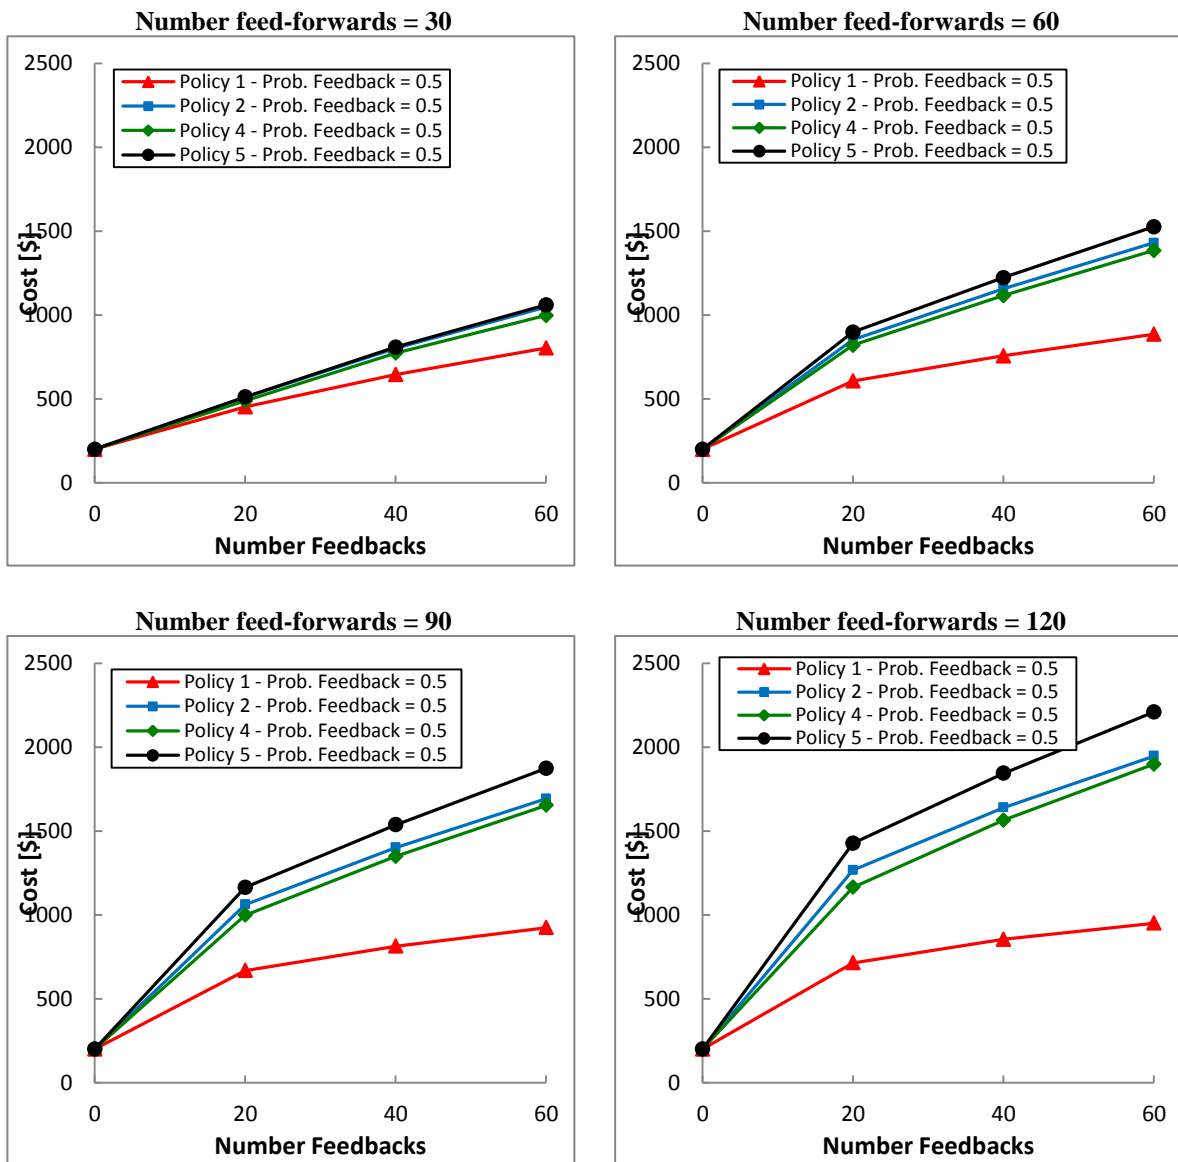 Number feed-forwards = 30
2500
2000
1500
1000
500
0
Cost [$]
Policy 1 - Prob. Feedback = 0.5
Policy 2 - Prob. Feedback = 0.5
Policy 4 - Prob. Feedback = 0.5
Policy 5 - Prob. Feedback = 0.5
0 20 40 60
Number Feedbacks
Number feed-forwards = 60
2500
2000
1500
1000
500
0
Cost [$]
Policy 1 - Prob. Feedback = 0.5
Policy 2 - Prob. Feedback = 0.5
Policy 4 - Prob. Feedback = 0.5
Policy 5 - Prob. Feedback = 0.5
0 20 40 60
Number Feedbacks
Number feed-forwards = 90
2500
2000
1500
1000
500
0
Cost [$]
Policy 1 - Prob. Feedback = 0.5
Policy 2 - Prob. Feedback = 0.5
Policy 4 - Prob. Feedback = 0.5
Policy 5 - Prob. Feedback = 0.5
0 20 40 60
Number Feedbacks
Number feed-forwards = 120
2500
2000
1500
1000
500
0
Cost [$]
Policy 1 - Prob. Feedback = 0.5
Policy 2 - Prob. Feedback = 0.5
Policy 4 - Prob. Feedback = 0.5
Policy 5 - Prob. Feedback = 0.5
0 20 40 60
Number Feedbacks